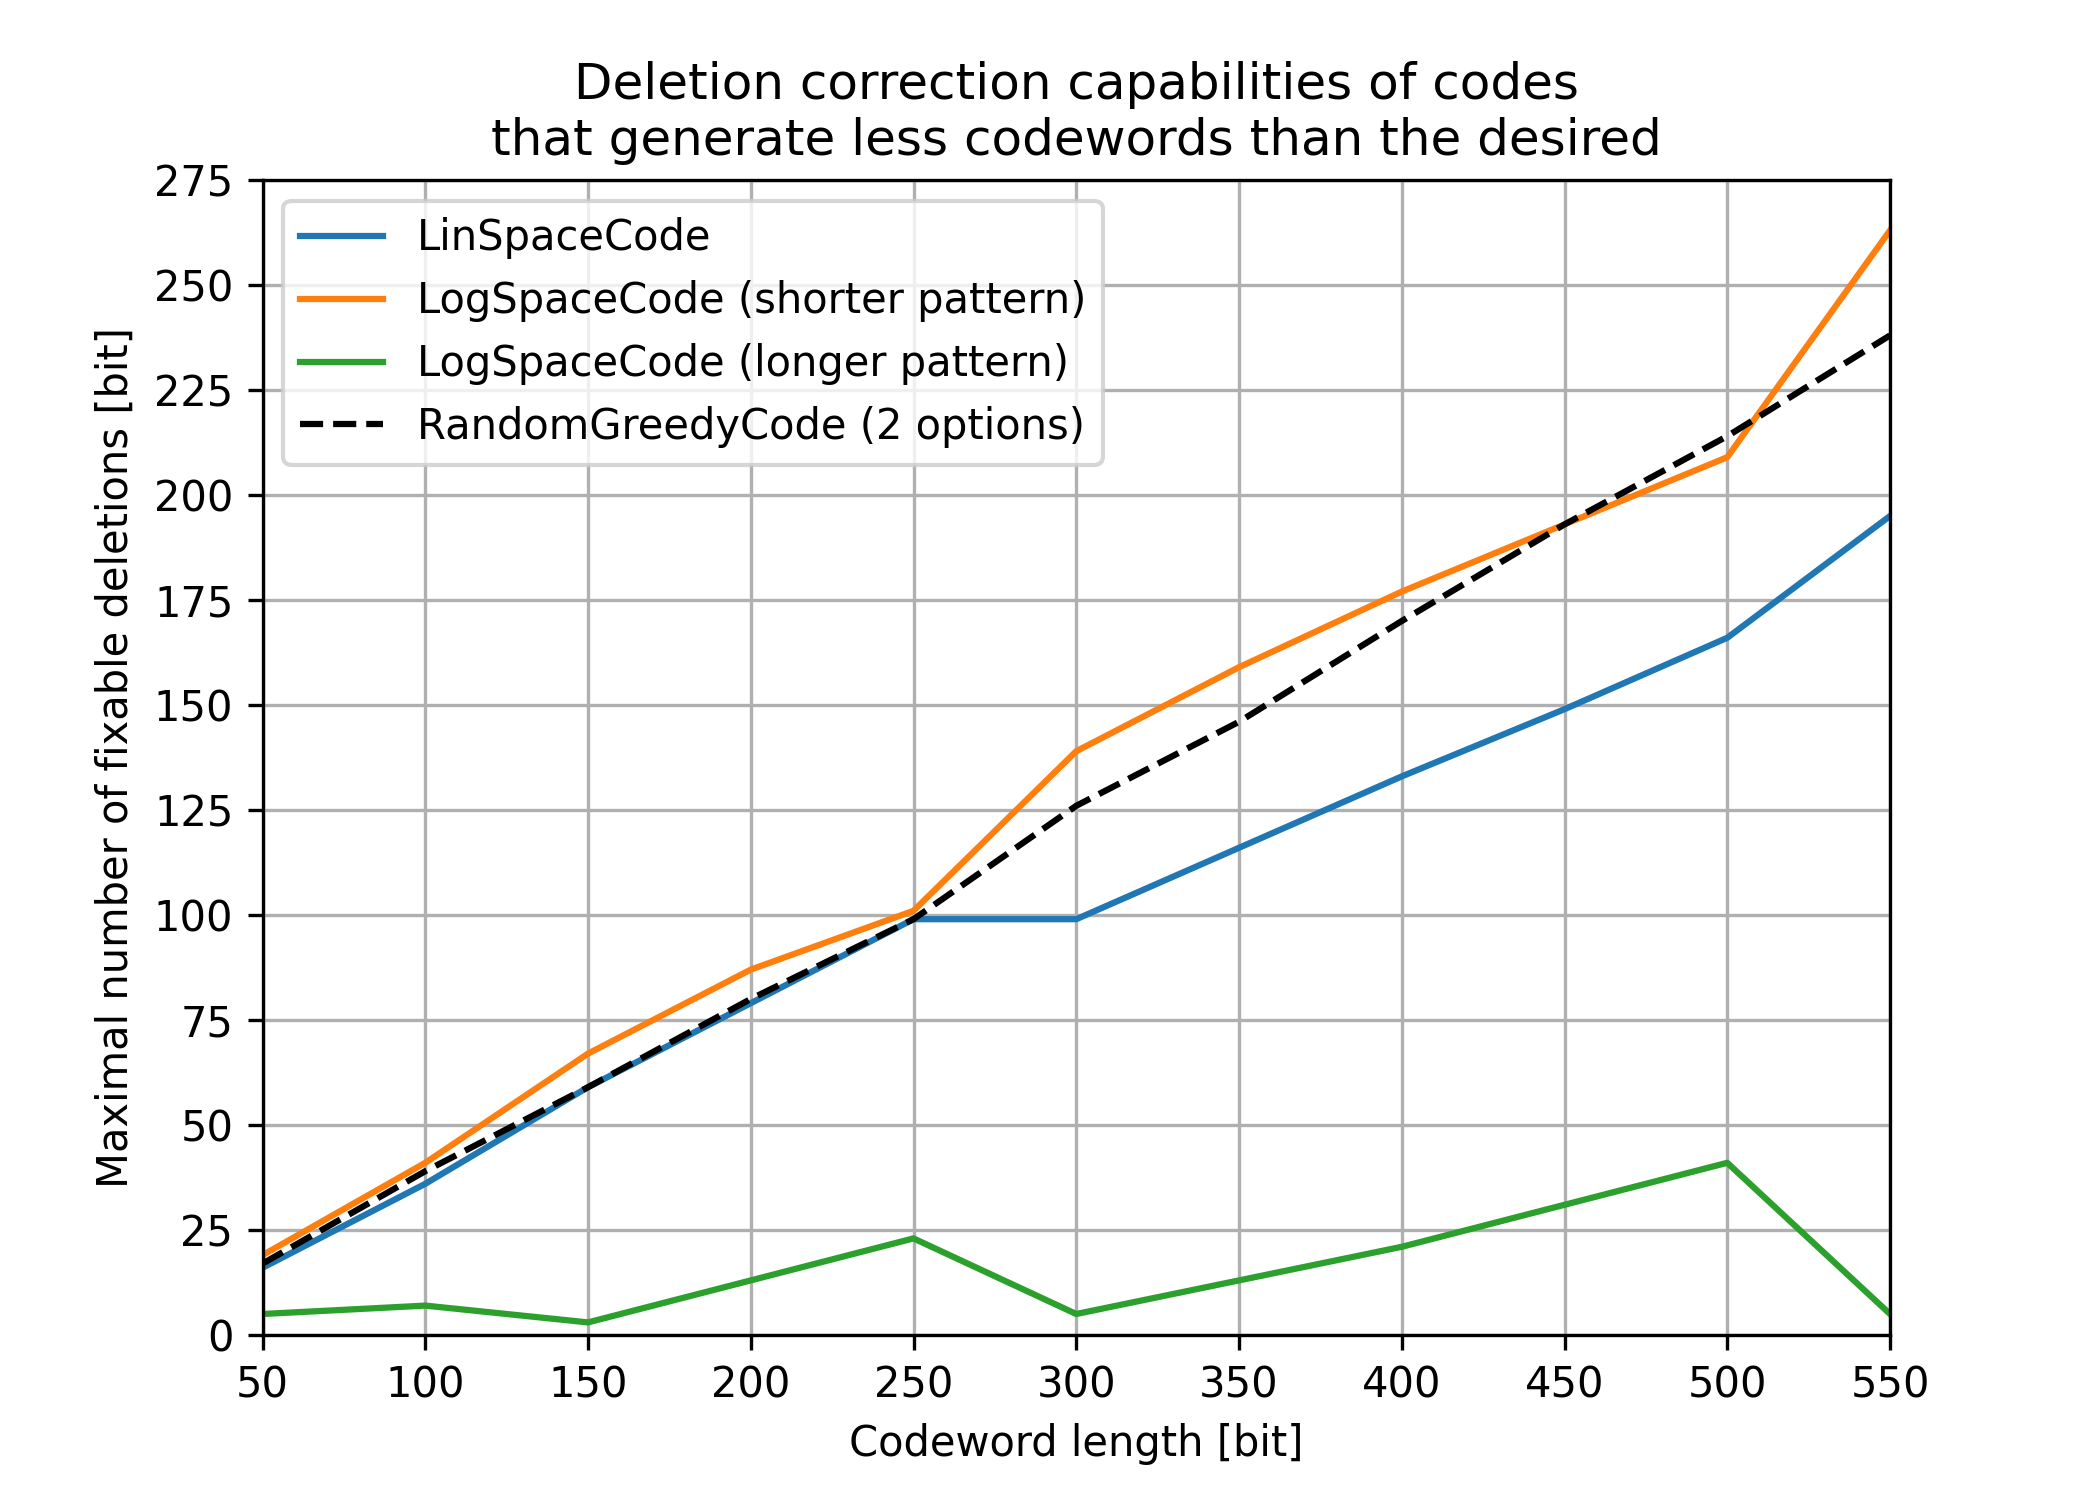 Deletion correction capabilities of codes
that generate less codewords than the desired
275
250
225
200
175
150
125
100
75
50
25
0
Maximal number of fixable deletions [bit]
LinSpaceCode
LogSpaceCode (shorter pattern)
LogSpaceCode (longer pattern)
RandomGreedyCode (2 options)
50 100 150 200 250 300 350 400 450 500 550
Codeword length [bit]